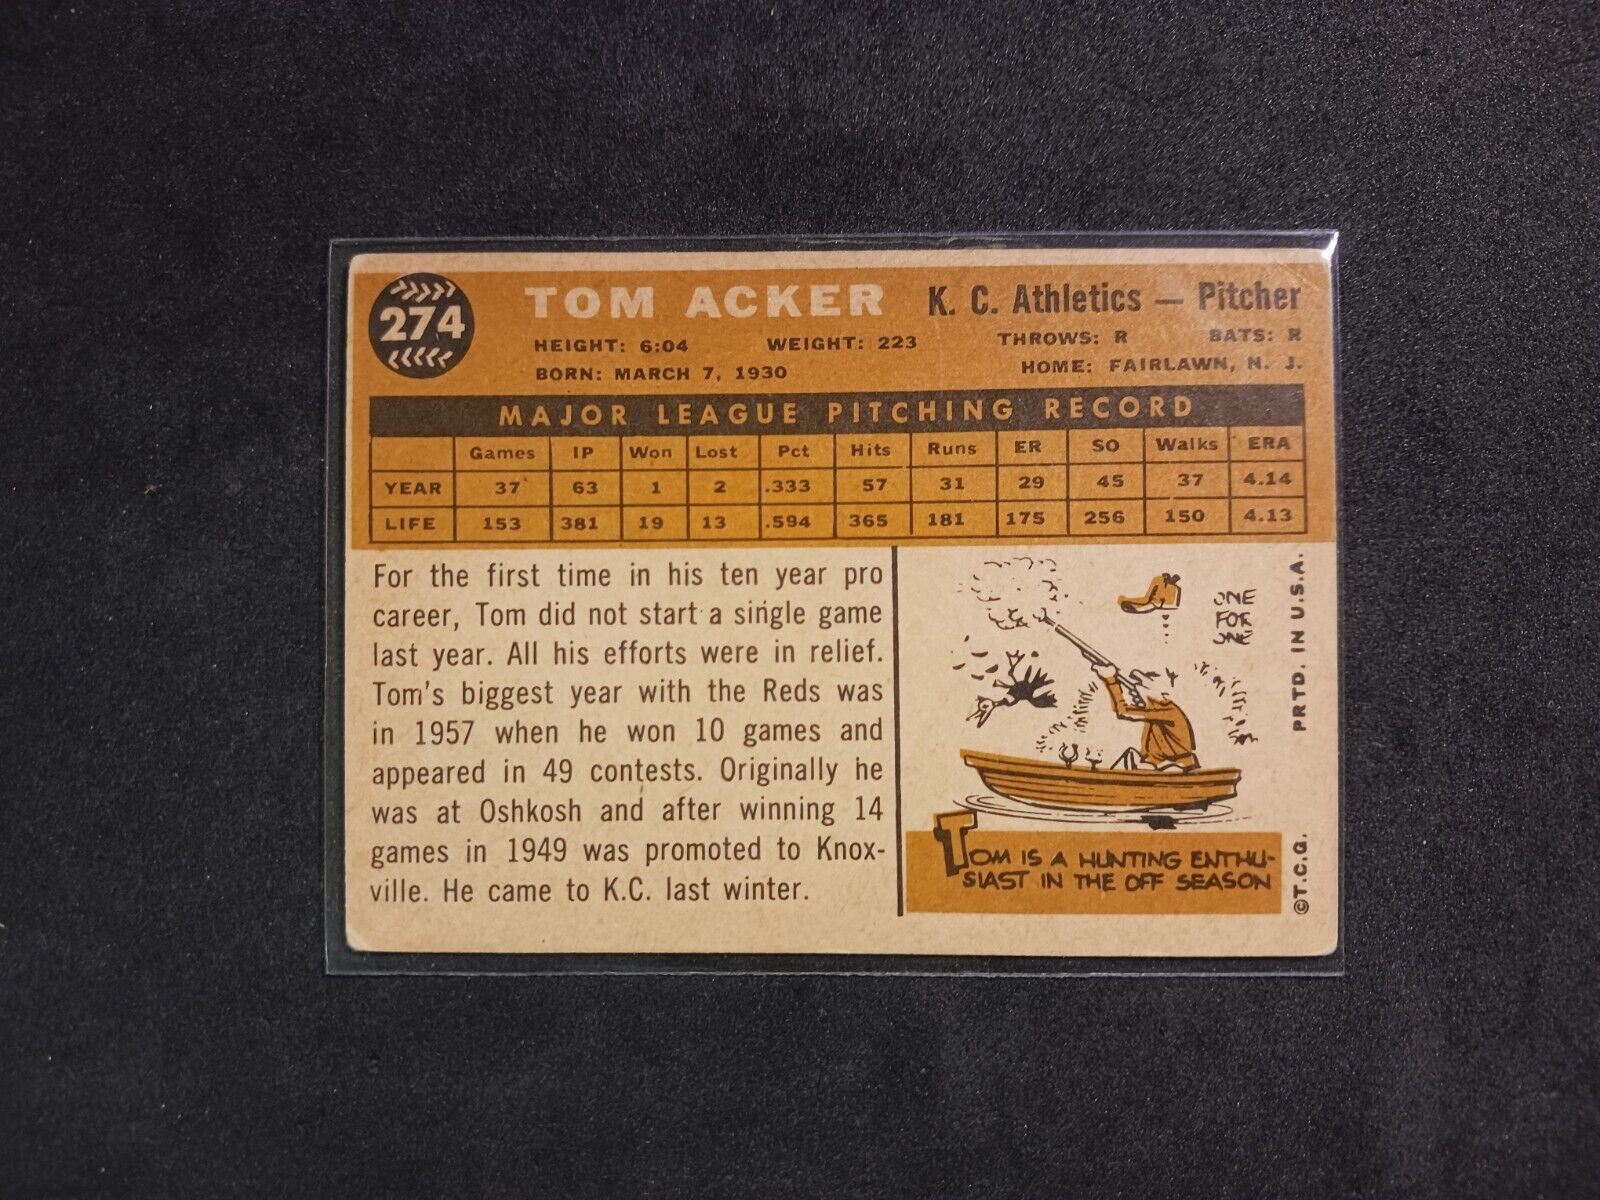 274
TOM ACKER K. C. Athletics — Pitcher
HEIGHT: 6:04 WEIGHT: 223 THROWS: R BATS: R
BORN: MARCH 7, 1930 HOME: FAIRLAWN, N. J.
MAJOR LEAGUE PITCHING RECORD
Games IP Won Lost Pct Hits Runs ER SO Walks ERA
YEAR 37 63 1 2 .333 57 31 29 45 37 4.14
LIFE 153 381 19 13 .594 365 181 175 256 150 4.13
For the first time in his ten year pro
career, Tom did not start a single game
last year. All his efforts were in relief.
Tom's biggest year with the Reds was
in 1957 when he won 10 games and
appeared in 49 contests. Originally he
was at Oshkosh and after winning 14
games in 1949 was promoted to Knox-
ville. He came to K.C. last winter.
ONE
FOR
ONE
TOM IS A HUNTING ENTHU-
SIAST IN THE OFF SEASON
©T.C.G. PRTD. IN U.S.A.